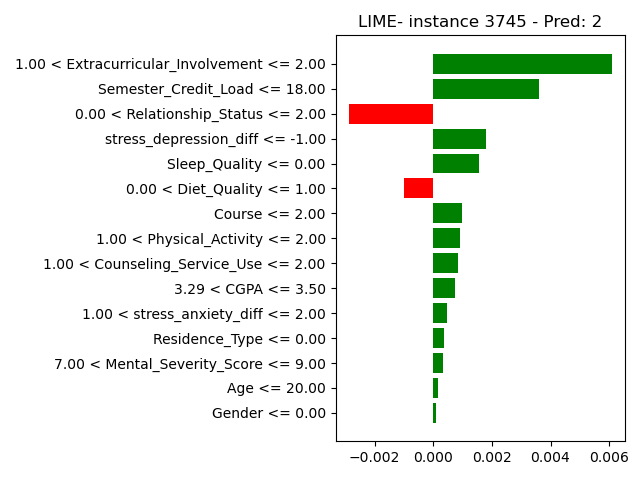 LIME- instance 3745 - Pred: 2
1.00 < Extracurricular_Involvement <= 2.00
Semester_Credit_Load <= 18.00
0.00 < Relationship_Status <= 2.00
stress_depression_diff <= -1.00
Sleep_Quality <= 0.00
0.00 < Diet_Quality <= 1.00
Course <= 2.00
1.00 < Physical_Activity <= 2.00
1.00 < Counseling_Service_Use <= 2.00
3.29 < CGPA <= 3.50
1.00 < stress_anxiety_diff <= 2.00
Residence_Type <= 0.00
7.00 < Mental_Severity_Score <= 9.00
Age <= 20.00
Gender <= 0.00
−0.002 0.000 0.002 0.004 0.006